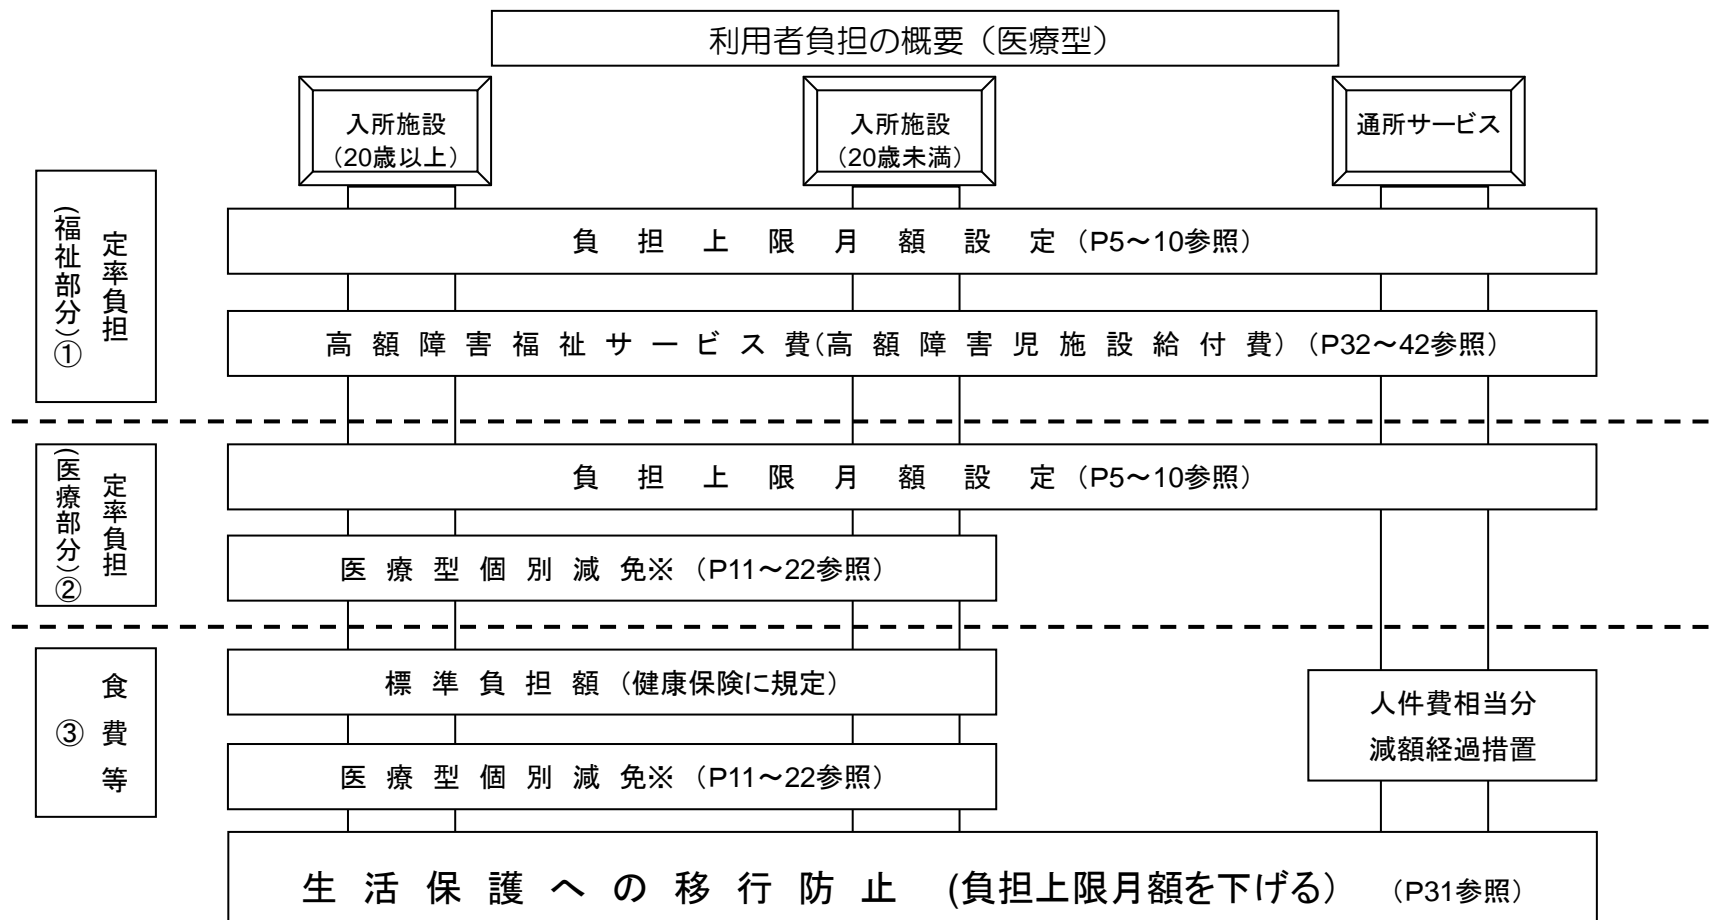 利用者負担の概要（医療型）
入所施設
（20歳以上）
入所施設
（20歳未満）
通所サービス
定率負担
（福祉部分）①
負担上限月額設定（P5～10参照）
高額障害福祉サービス費（高額障害児施設給付費）（P32～42参照）
定率負担
（医療部分）②
負担上限月額設定（P5～10参照）
医療型個別減免※（P11～22参照）
食費等
③
標準負担額（健康保険に規定）
人件費相当分
減額経過措置
医療型個別減免※（P11～22参照）
生活保護への移行防止（負担上限月額を下げる）（P31参照）